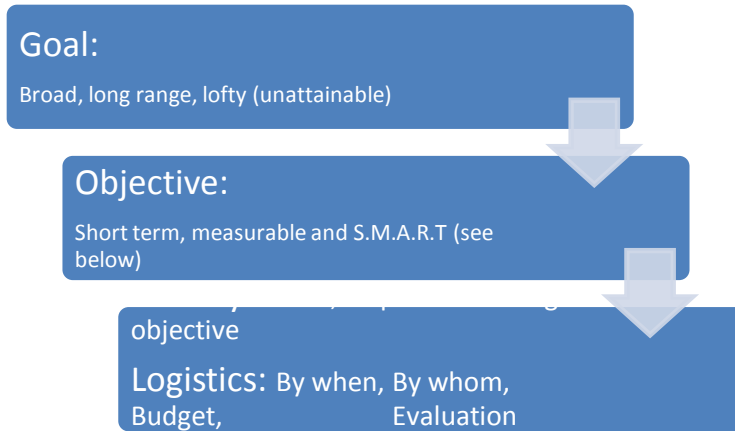 Goal:
Broad, long range, lofty (unattainable)
Objective:
Short term, measurable and S.M.A.R.T (see
below)
objective
Logistics: By when, By whom,
Budget, Evaluation